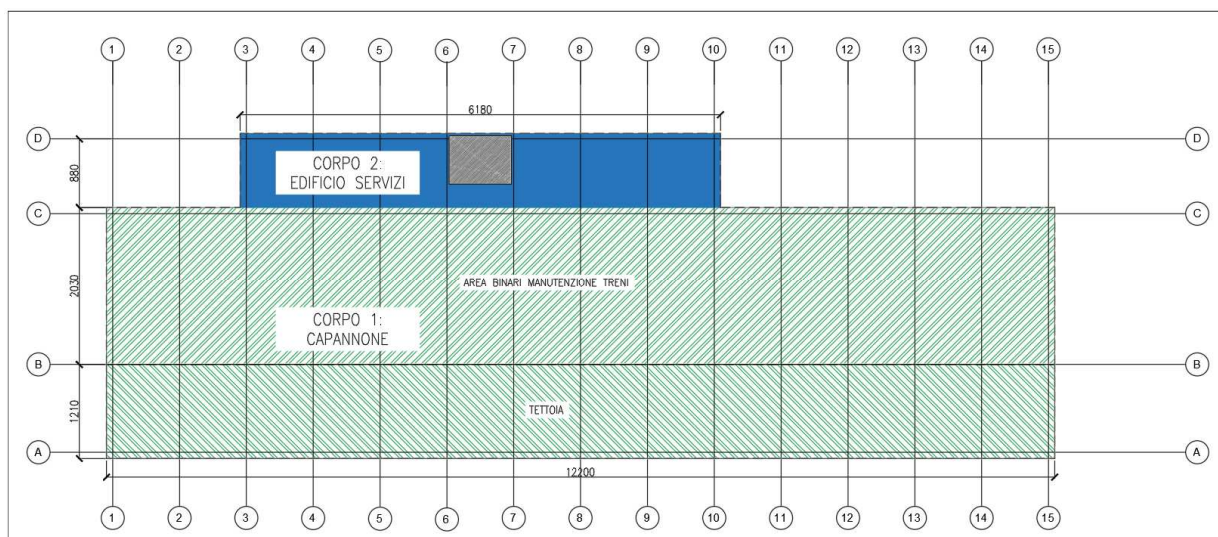 1 2 3 4 5 6 7 8 9 10 11 12 13 14 15
6180
D D
880
CORPO 2:
EDIFICIO SERVIZI
C C
2030
AREA BINARI MANUTENZIONE TRENI
CORPO 1:
CAPANNONE
B B
1210
TETTOIA
A A
12200
1 2 3 4 5 6 7 8 9 10 11 12 13 14 15